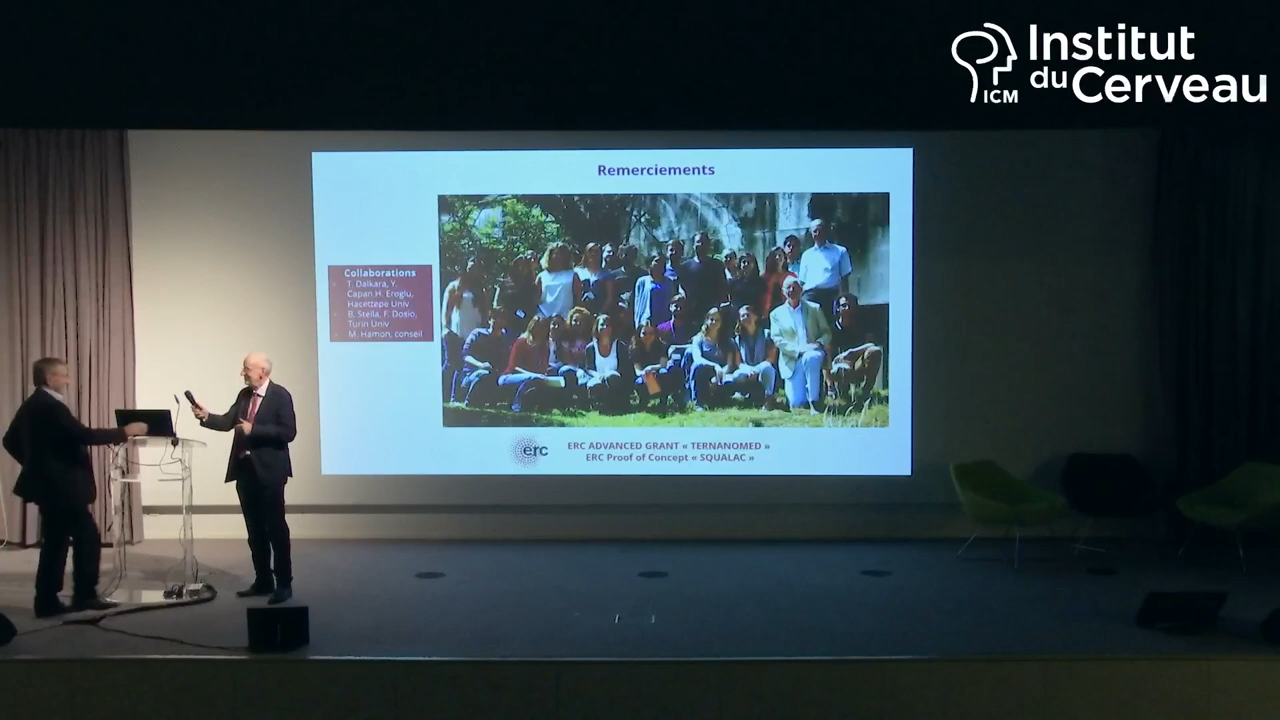 Institut
du Cerveau
ICM
Remerciements
Collaborations
T. Dalkara, Y.
Capan H. Eroglu,
Hacettepe Univ
B. Stella, F. Dosio,
Turin Univ
M. Hamon, conseil
erc
ERC ADVANCED GRANT « TERNANOMED »
ERC Proof of Concept « SQUALAC »